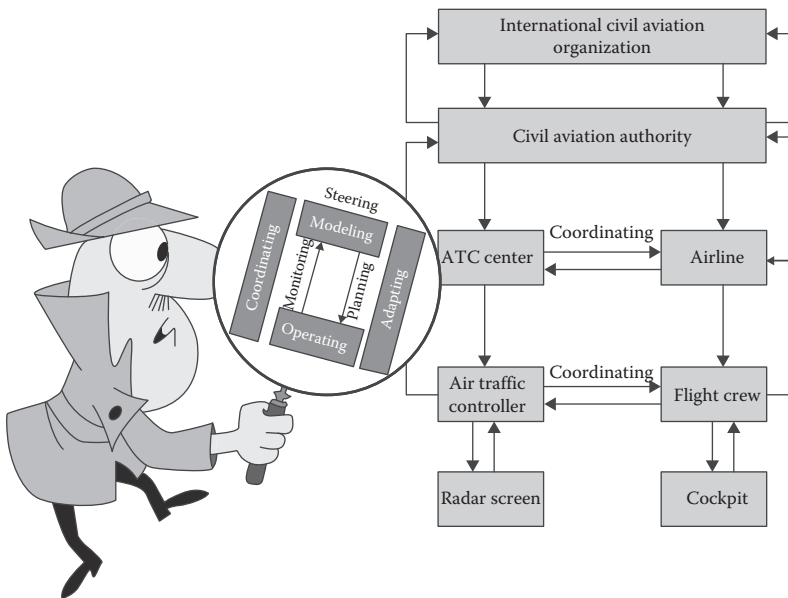 International civil aviation
organization
Civil aviation authority
Steering
Modeling
Coordinating
Monitoring
Planning
Adapting
Operating
ATC center
Coordinating
Airline
Air traffic
controller
Coordinating
Flight crew
Radar screen
Cockpit